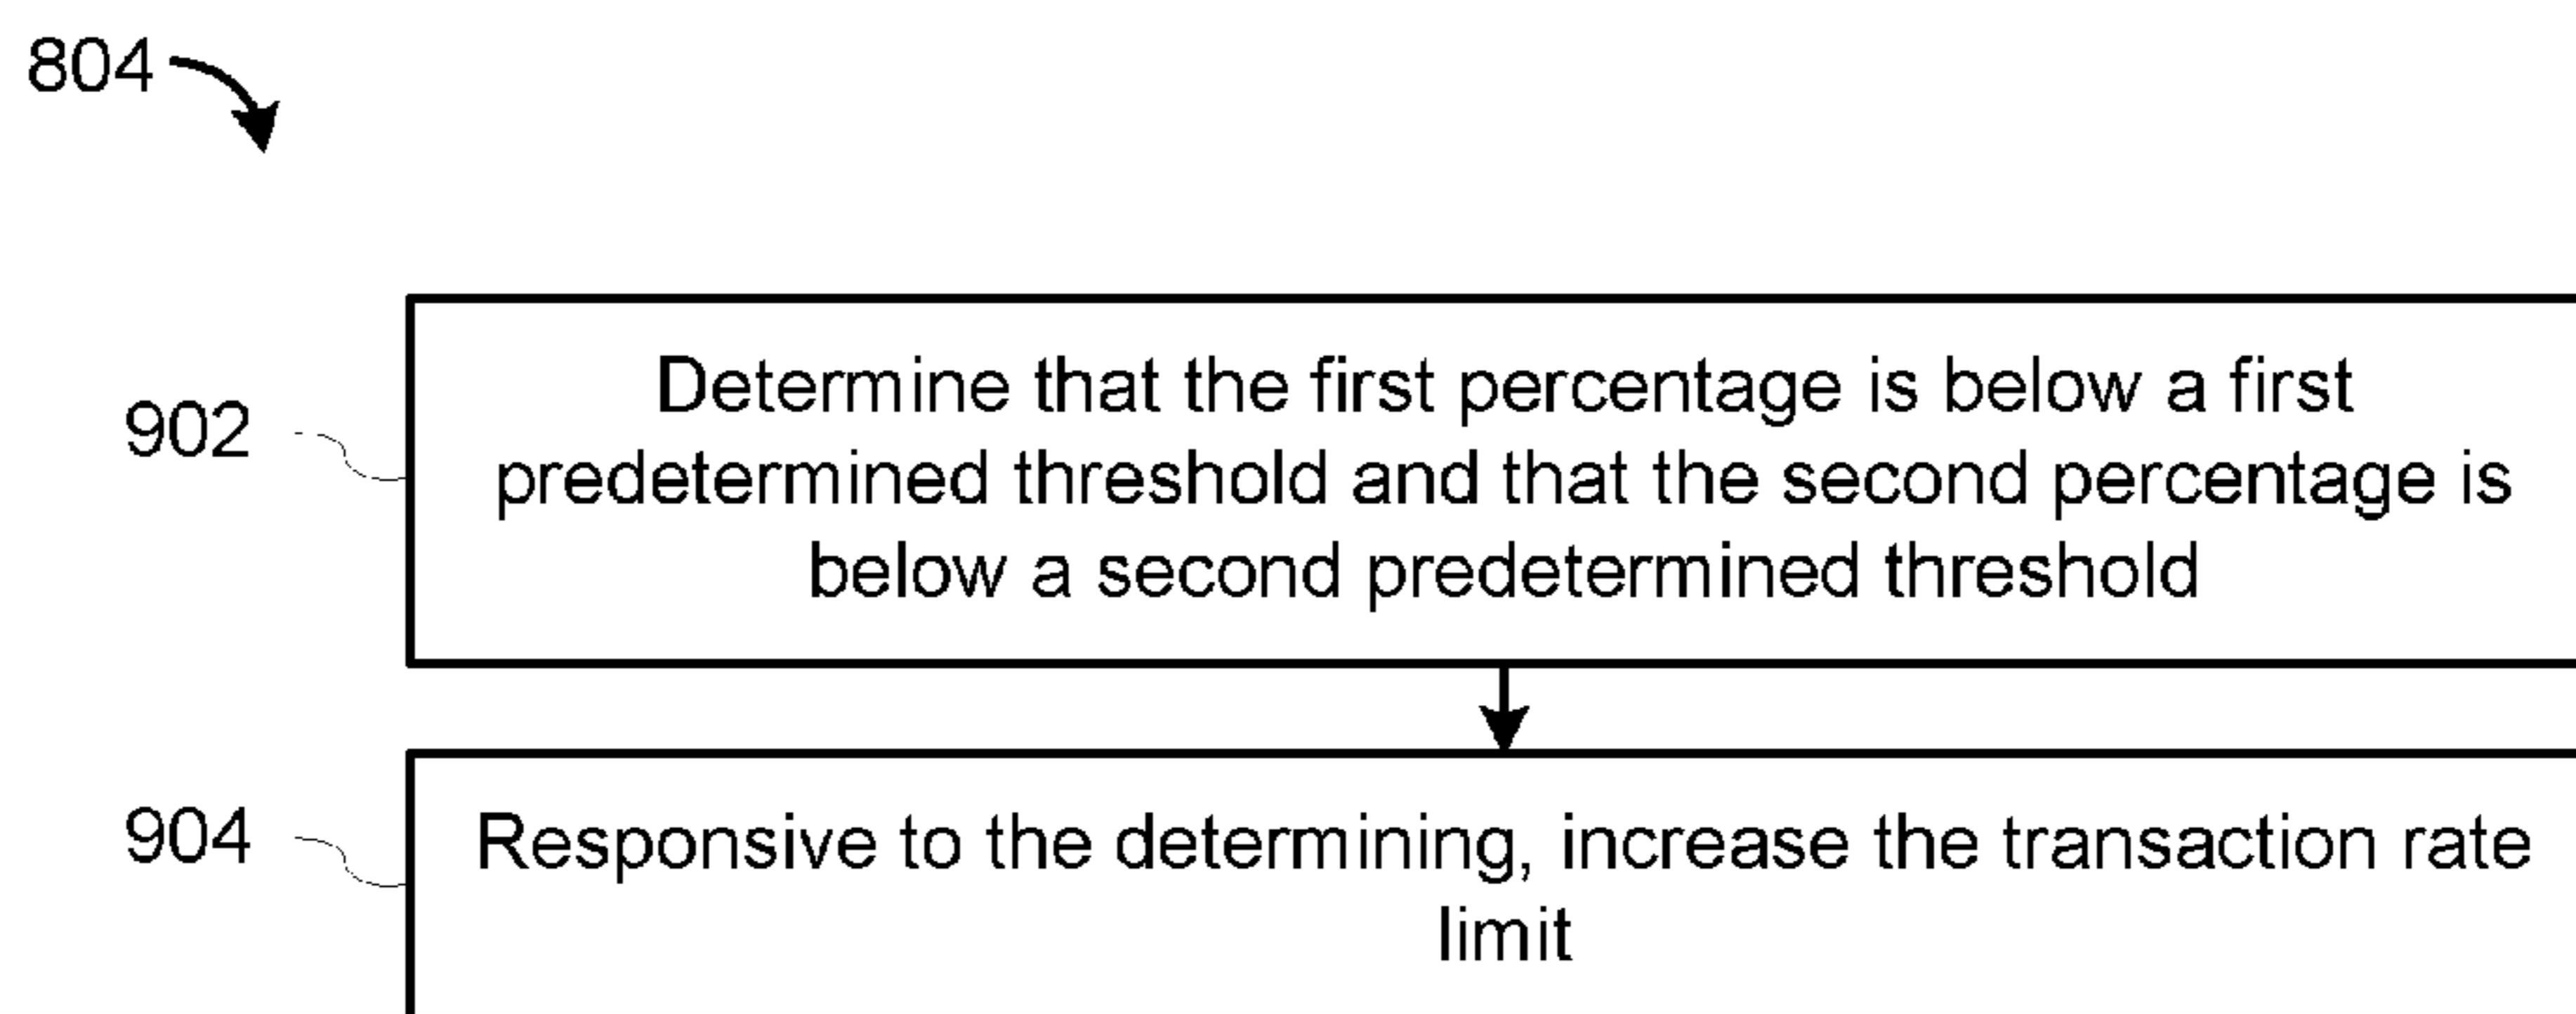 804
902
Determine that the first percentage is below a first
predetermined threshold and that the second percentage is
below a second predetermined threshold
904
Responsive to the determining, increase the transaction rate
limit